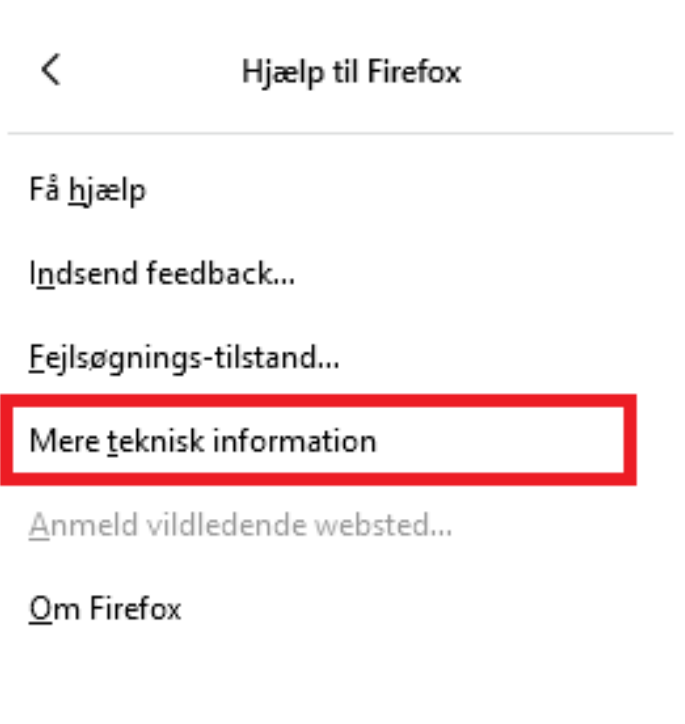 Hjælp til Firefox
Få hjælp
Indsend feedback...
Fejlsøgnings-tilstand...
Mere teknisk information
Anmeld vildledende websted...
Om Firefox